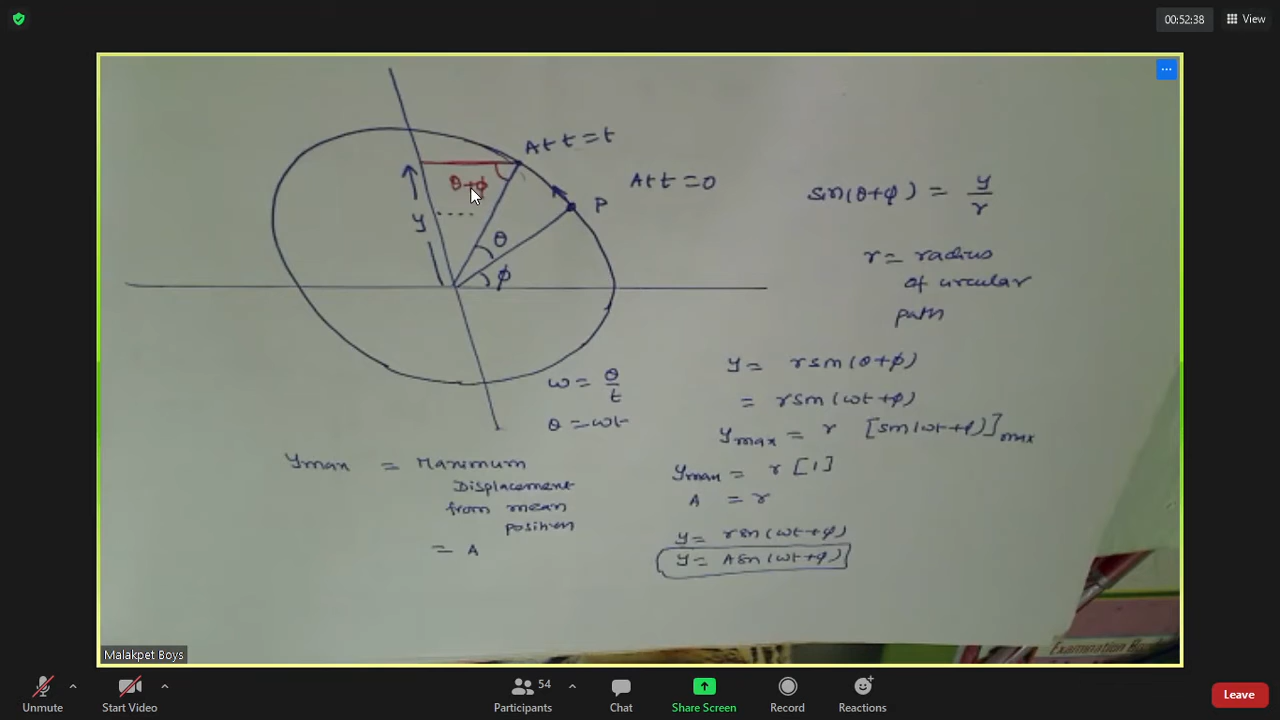 00:52:38
View
At t = t
At t = 0
P
θ+φ
y
θ
φ
sin(θ+φ) = y/r
r = radius
of circular
path
ω = θ/t
θ = ωt
y = r sin(θ+φ)
= r sin(ωt+φ)
ymax = r [sin(ωt+φ)]max
ymax = r [1]
A = r
y = r sin(ωt+φ)
y = A sin(ωt+φ)
ymax = Maximum
Displacement
from mean
position
= A
Examination B
Malakpet Boys
Unmute
Start Video
Participants
54
Chat
Share Screen
Record
Reactions
Leave